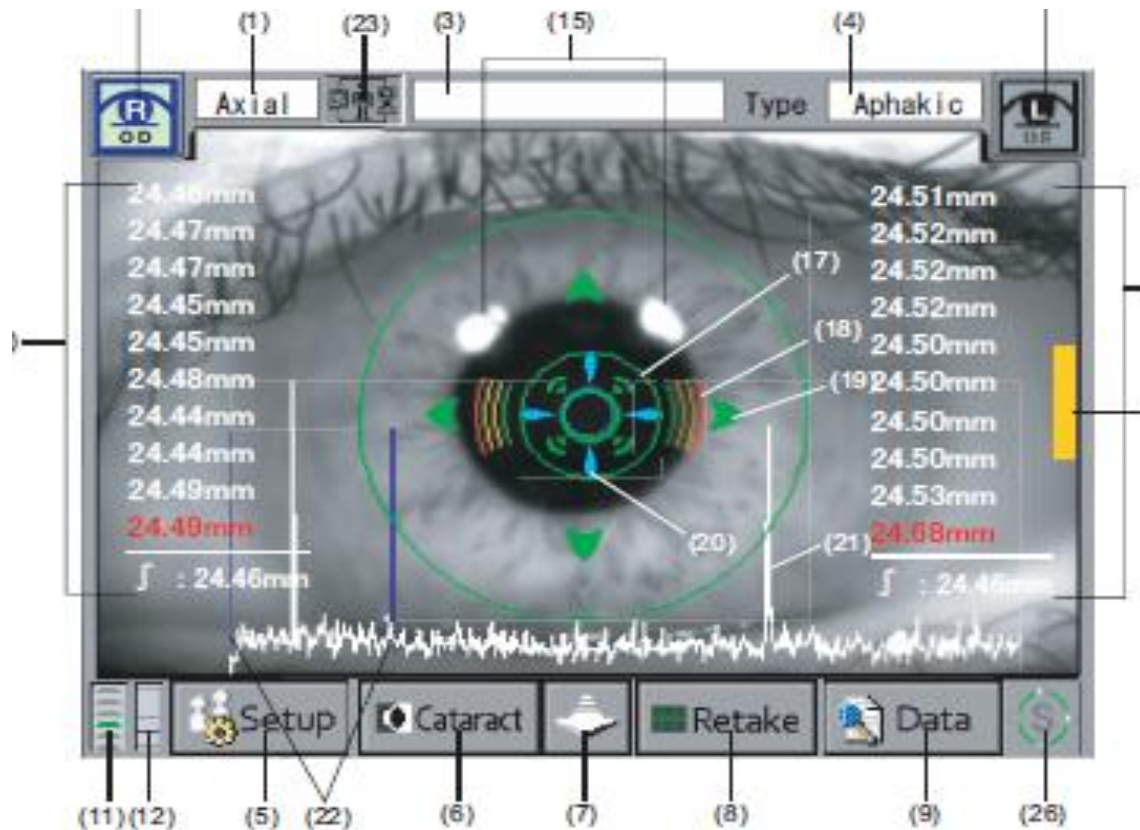 (1) (23) (3) (15) (4)
R Axial Type Aphakic L
OD
24.46mm 24.51mm
24.47mm 24.52mm
24.47mm (17) 24.52mm
24.45mm 24.52mm
24.45mm (18) 24.50mm
24.48mm (19) 24.50mm
24.44mm 24.50mm
24.44mm 24.50mm
24.49mm 24.53mm
24.49mm (20) (21) 24.68mm
: 24.46mm : 24.46mm
Setup Cataract Retake Data S
(11) (12) (5) (22) (6) (7) (8) (9) (26)